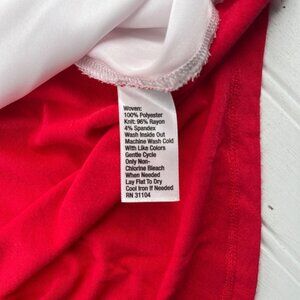 Woven:
100% Polyester
Knit: 96% Rayon
4% Spandex
Wash Inside Out
Machine Wash Cold
With Like Colors
Gentle Cycle
Only Non-
Chlorine Bleach
When Needed
Lay Flat To Dry
Cool Iron If Needed
RN 31104